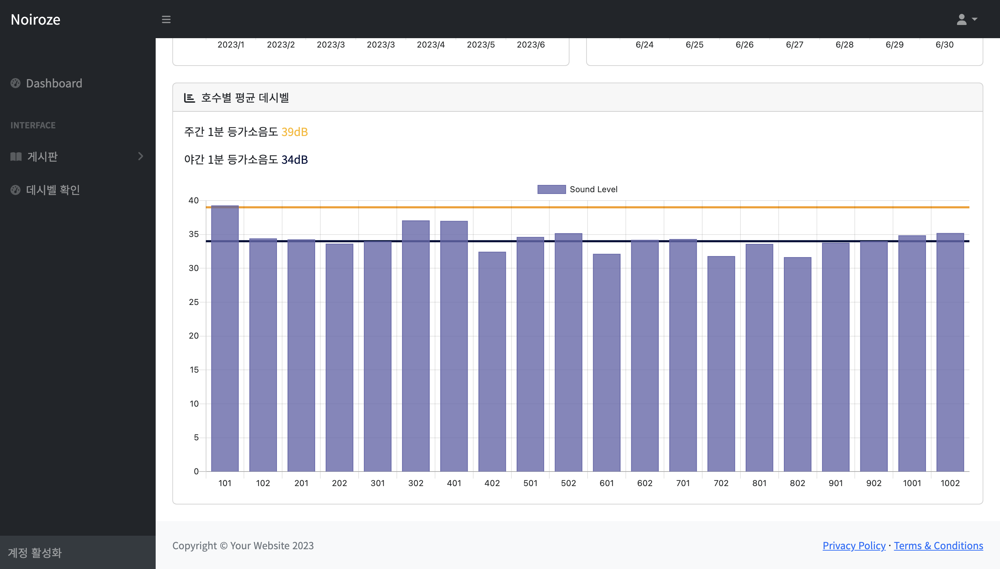 Noiroze
Dashboard
INTERFACE
게시판
데시벨 확인
계정 활성화
2023/1 2023/2 2023/3 2023/3 2023/4 2023/5 2023/6
6/24 6/25 6/26 6/27 6/28 6/29 6/30
호수별 평균 데시벨
주간 1분 등가소음도 39dB
야간 1분 등가소음도 34dB
Sound Level
40
35
30
25
20
15
10
5
0
101 102 201 202 301 302 401 402 501 502 601 602 701 702 801 802 901 902 1001 1002
Copyright © Your Website 2023
Privacy Policy · Terms & Conditions